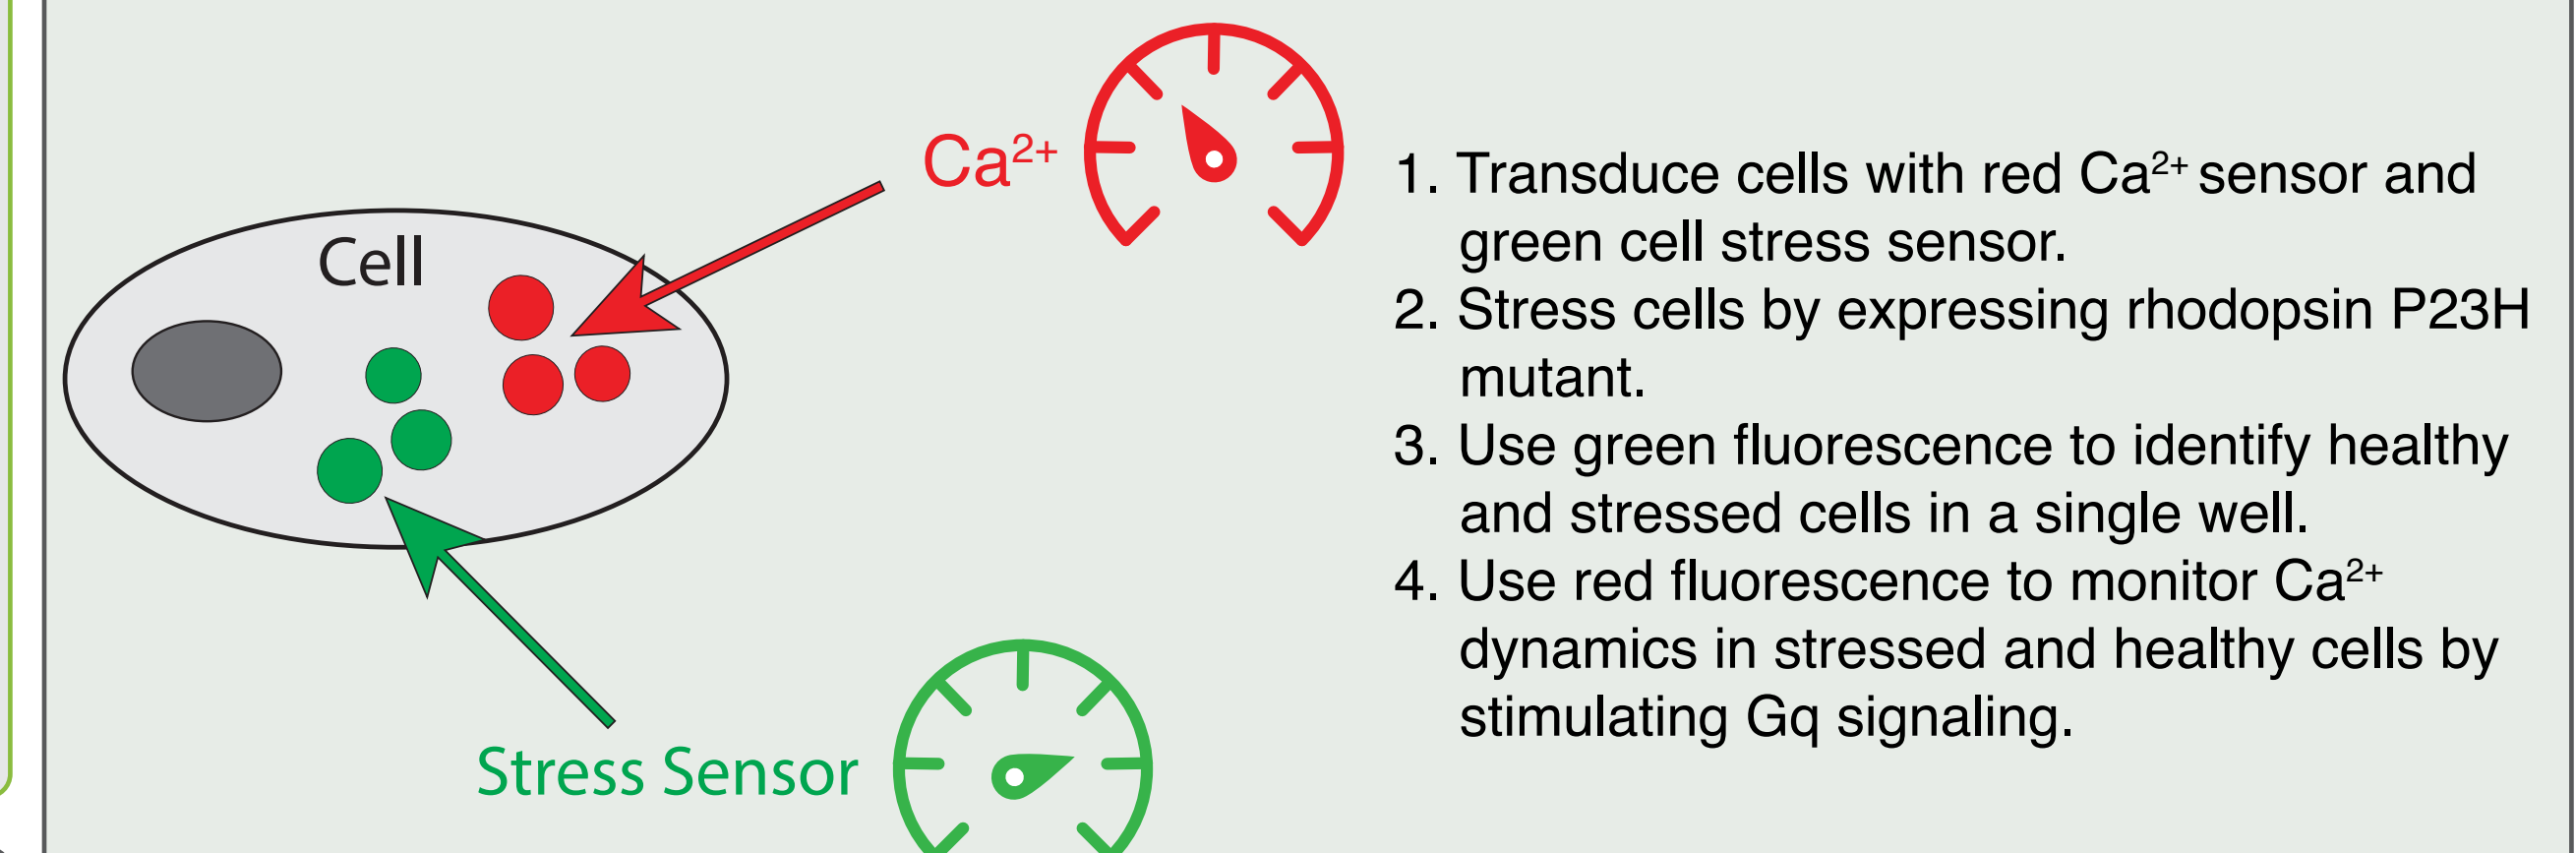 Ca²⁺
Cell
Stress Sensor
1. Transduce cells with red Ca²⁺ sensor and
green cell stress sensor.
2. Stress cells by expressing rhodopsin P23H
mutant.
3. Use green fluorescence to identify healthy
and stressed cells in a single well.
4. Use red fluorescence to monitor Ca²⁺
dynamics in stressed and healthy cells by
stimulating Gq signaling.